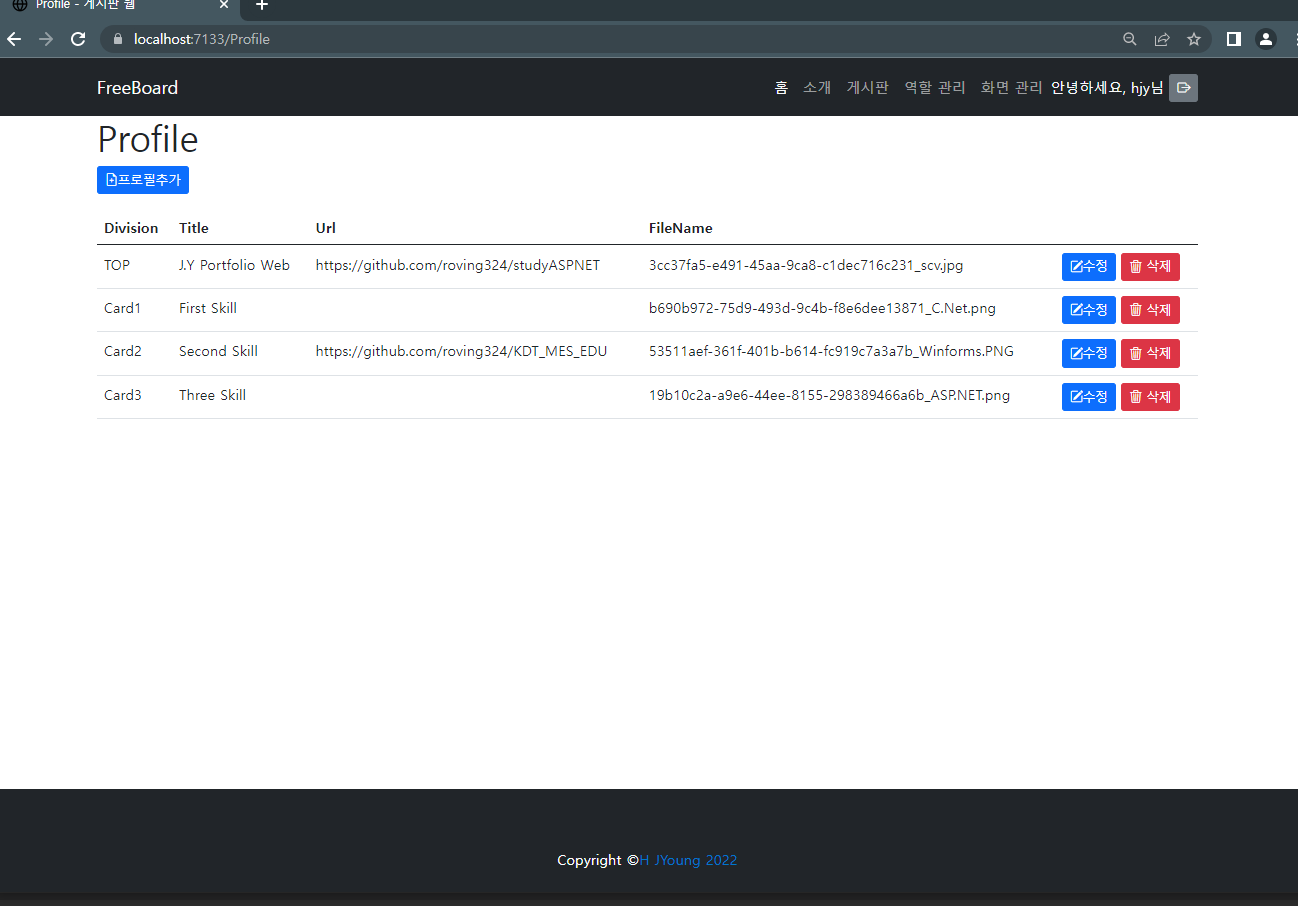 Profile - 게시판 웹
localhost:7133/Profile
FreeBoard 홈 소개 게시판 역할 관리 화면 관리 안녕하세요, hjy님
Profile
프로필추가
Division Title Url FileName
TOP J.Y Portfolio Web https://github.com/roving324/studyASPNET 3cc37fa5-e491-45aa-9ca8-c1dec716c231_scv.jpg 수정 삭제
Card1 First Skill b690b972-75d9-493d-9c4b-f8e6dee13871_C.Net.png 수정 삭제
Card2 Second Skill https://github.com/roving324/KDT_MES_EDU 53511aef-361f-401b-b614-fc919c7a3a7b_Winforms.PNG 수정 삭제
Card3 Three Skill 19b10c2a-a9e6-44ee-8155-298389466a6b_ASP.NET.png 수정 삭제
Copyright ©H JYoung 2022